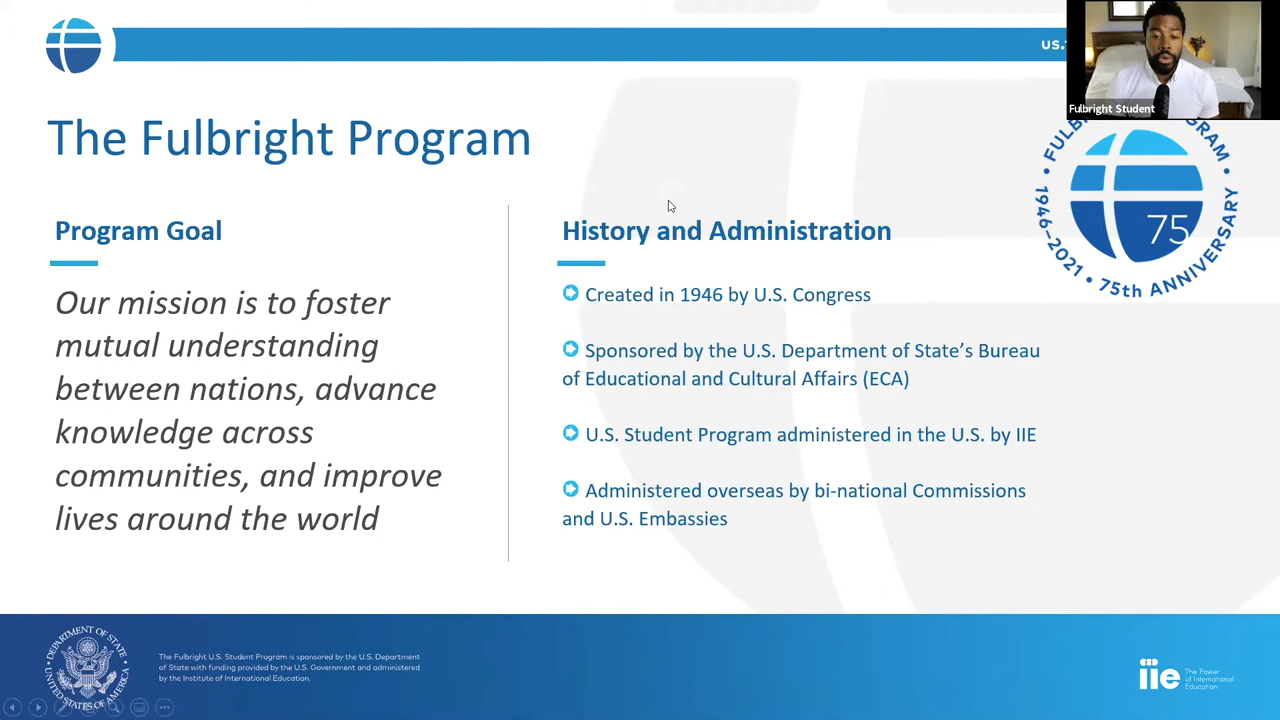 US.
Fulbright Student
The Fulbright Program
Program Goal
Our mission is to foster
mutual understanding
between nations, advance
knowledge across
communities, and improve
lives around the world
History and Administration
Created in 1946 by U.S. Congress
Sponsored by the U.S. Department of State’s Bureau
of Educational and Cultural Affairs (ECA)
U.S. Student Program administered in the U.S. by IIE
Administered overseas by bi-national Commissions
and U.S. Embassies
1946–2021 • 75th ANNIVERSARY
75
DEPARTMENT OF STATE
UNITED STATES OF AMERICA
The Fulbright U.S. Student Program is sponsored by the U.S. Department
of State with funding provided by the U.S. Government and administered
by the Institute of International Education.
iie
The Power
of International
Education